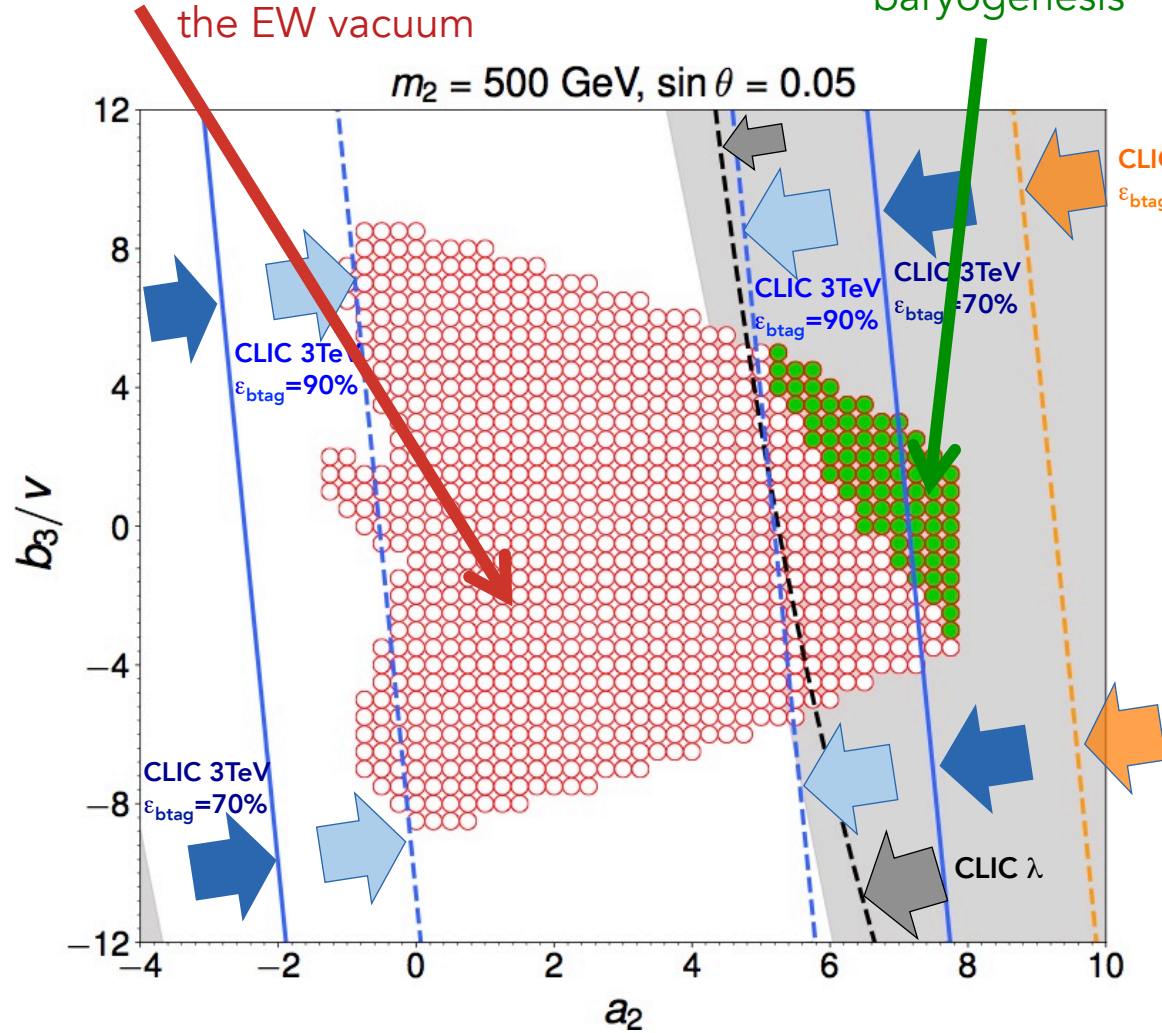 the EW vacuum
baryogenesis
m₂ = 500 GeV, sin θ = 0.05
12
8
4
0
−4
−8
−12
b₃/v
CLIC 3TeV
εbtag=90%
CLIC 3TeV
εbtag=70%
CLIC 3TeV
εbtag=90%
CLIC 3TeV
εbtag=70%
CLIC λ
−4
−2
0
2
4
6
8
10
a₂